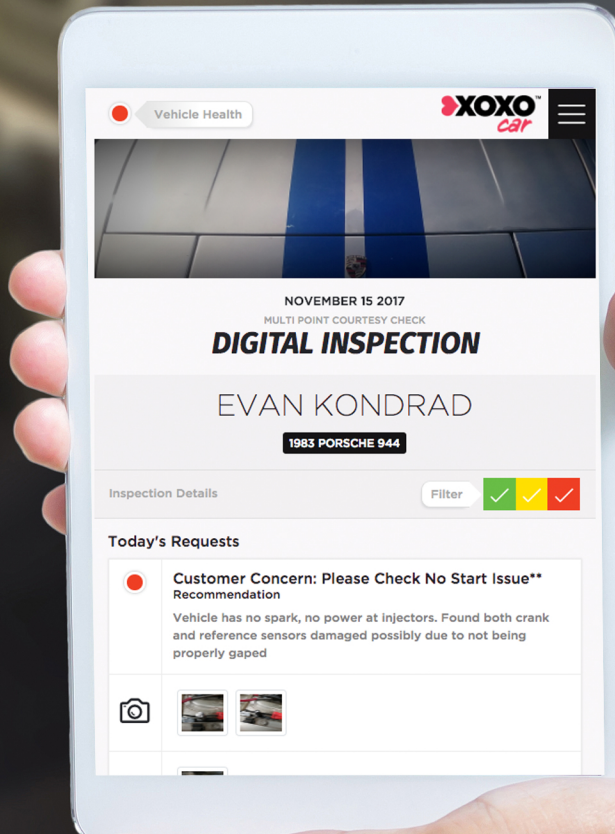 Vehicle Health
XOXO™
car
NOVEMBER 15 2017
MULTI POINT COURTESY CHECK
DIGITAL INSPECTION
EVAN KONDRAD
1983 PORSCHE 944
Inspection Details
Filter
Today's Requests
Customer Concern: Please Check No Start Issue**
Recommendation
Vehicle has no spark, no power at injectors. Found both crank
and reference sensors damaged possibly due to not being
properly gaped